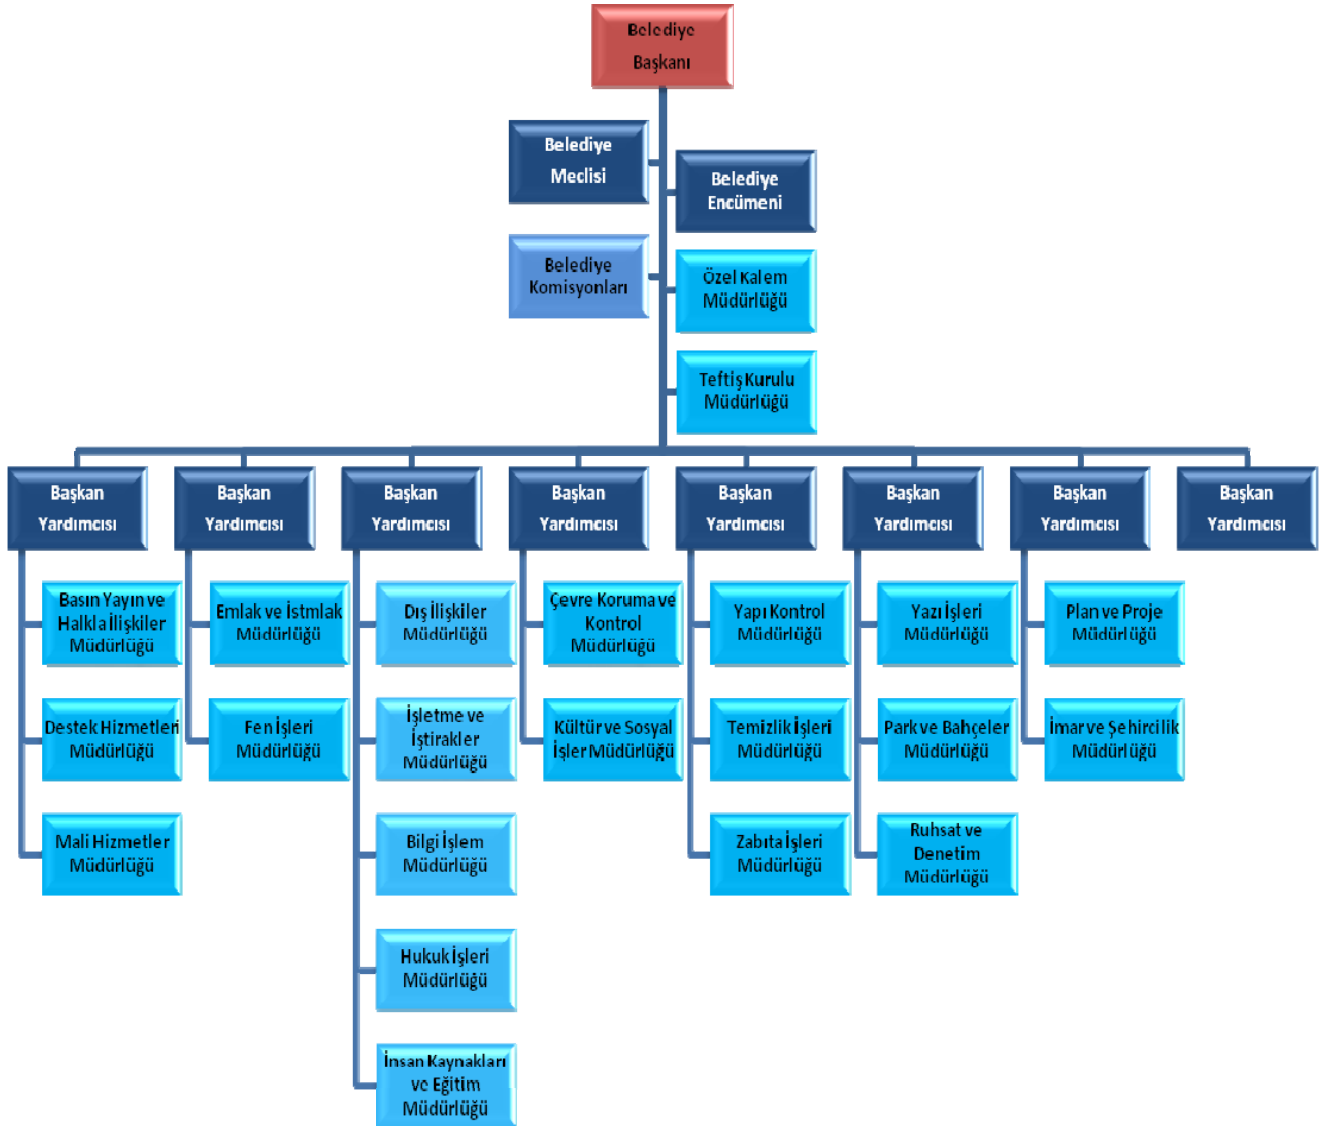 Belediye
Başkanı
Belediye
Meclisi
Belediye
Encümeni
Belediye
Komisyonları
Özel Kalem
Müdürlüğü
Teftiş Kurulu
Müdürlüğü
Başkan
Yardımcısı
Başkan
Yardımcısı
Başkan
Yardımcısı
Başkan
Yardımcısı
Başkan
Yardımcısı
Başkan
Yardımcısı
Başkan
Yardımcısı
Başkan
Yardımcısı
Basın Yayın ve
Halkla İlişkiler
Müdürlüğü
Emlak ve İstmlak
Müdürlüğü
Dış İlişkiler
Müdürlüğü
Çevre Koruma ve
Kontrol
Müdürlüğü
Yapı Kontrol
Müdürlüğü
Yazı İşleri
Müdürlüğü
Plan ve Proje
Müdürlüğü
Destek Hizmetleri
Müdürlüğü
Fen İşleri
Müdürlüğü
İşletme ve
İştirakler
Müdürlüğü
Kültür ve Sosyal
İşler Müdürlüğü
Temizlik İşleri
Müdürlüğü
Park ve Bahçeler
Müdürlüğü
İmar ve Şehircilik
Müdürlüğü
Mali Hizmetler
Müdürlüğü
Bilgi İşlem
Müdürlüğü
Zabıta İşleri
Müdürlüğü
Ruhsat ve
Denetim
Müdürlüğü
Hukuk İşleri
Müdürlüğü
İnsan Kaynakları
ve Eğitim
Müdürlüğü